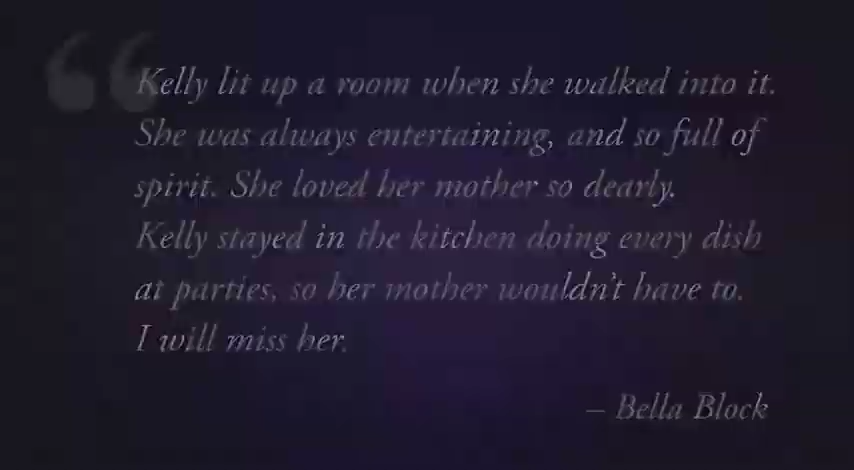 Kelly lit up a room when she walked into it.
She was always entertaining, and so full of
spirit. She loved her mother so dearly.
Kelly stayed in the kitchen doing every dish
at parties, so her mother wouldn't have to.
I will miss her.
– Bella Block